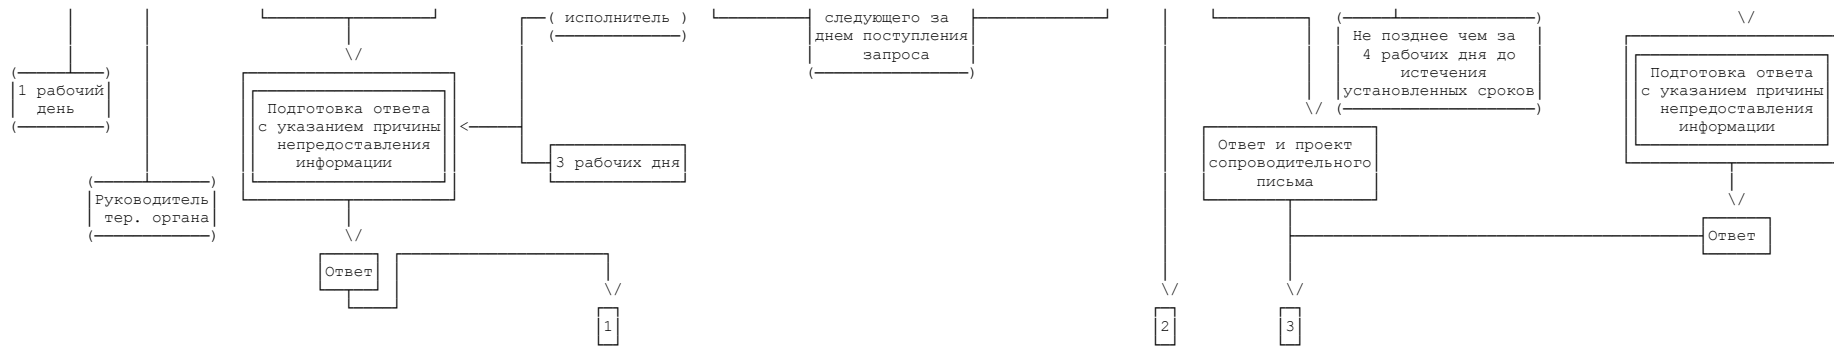 ( исполнитель )
следующего за
днем поступления
запроса
Не позднее чем за
4 рабочих дня до
истечения
установленных сроков
1 рабочий
день
Подготовка ответа
с указанием причины
непредоставления
информации
<
3 рабочих дня
Подготовка ответа
с указанием причины
непредоставления
информации
Ответ и проект
сопроводительного
письма
Руководитель
тер. органа
Ответ
Ответ
1
2
3